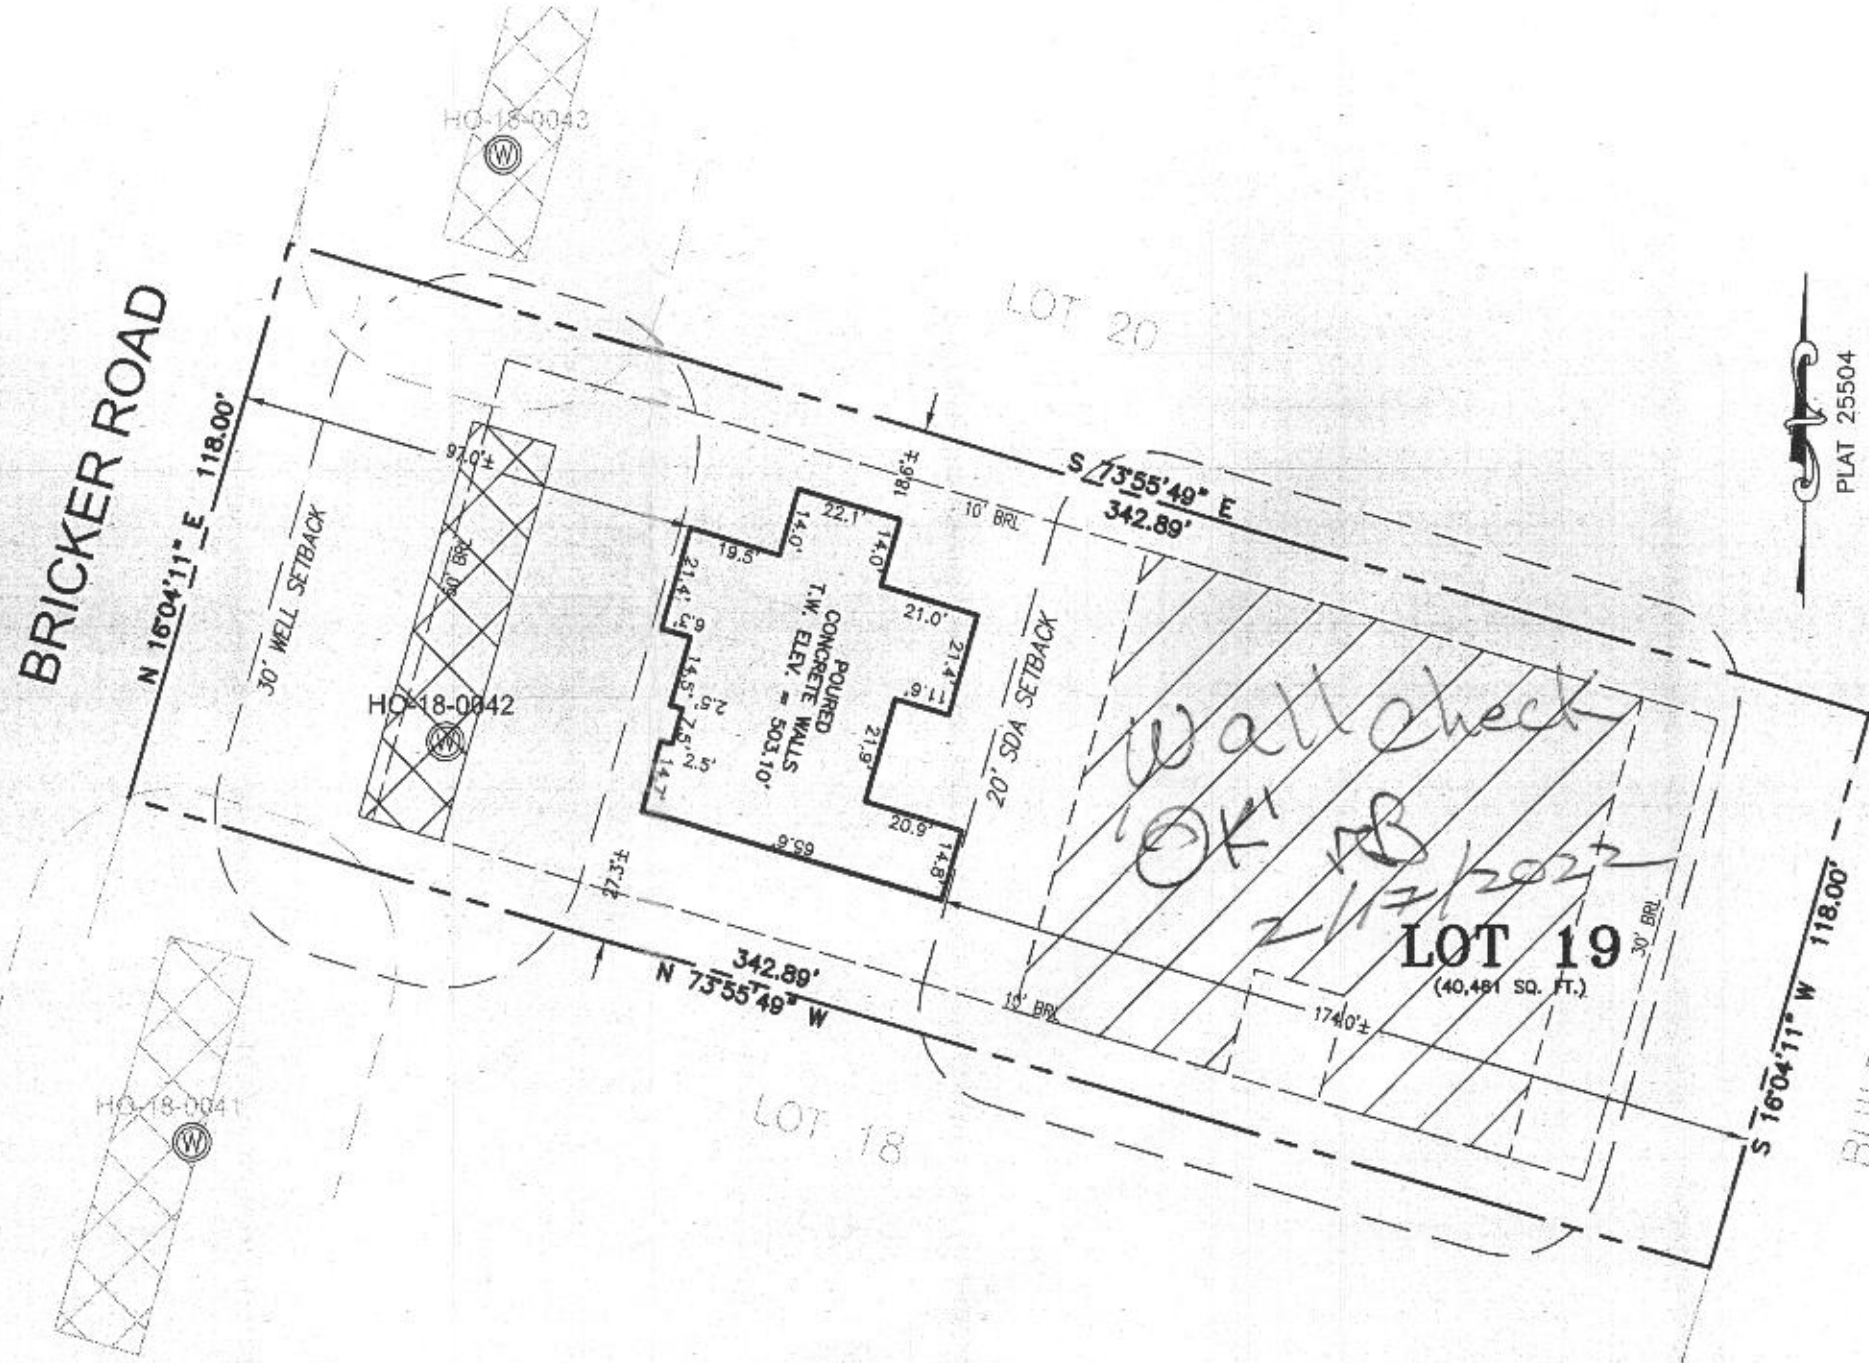 HO-18-0043
W
BRICKER ROAD
N 16°04'11" E 118.00'
30' WELL SETBACK
97.0'±
50' BRL
HO-18-0042
W
LOT 20
S 73°55'49" E
342.89'
10' BRL
18.9'±
22.1'
14.0'
14.0'
19.5'
21.4'
14.5'
2.5'
7.5'
2.5'
14.7'
21.0'
21.4'
11.6'
21.9'
20.9'
14.8'
65.6'
POURED
CONCRETE WALLS
T.W. ELEV. = 503.10'
20' SDA SETBACK
27.3'±
342.89'
N 73°55'49" W
10' BRL
Wall check
OK!
2/17/2022
LOT 19
(40,461 SQ. FT.)
30' BRL
174.0'±
S 16°04'11" W 118.00'
PLAT 25504
LOT 18
HO-18-0041
W